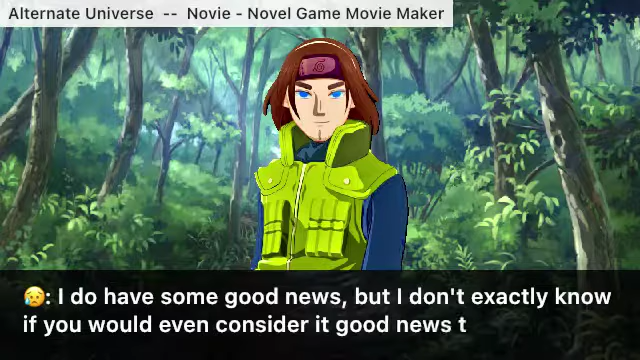 Alternate Universe -- Novie - Novel Game Movie Maker
😥: I do have some good news, but I don't exactly know
if you would even consider it good news t